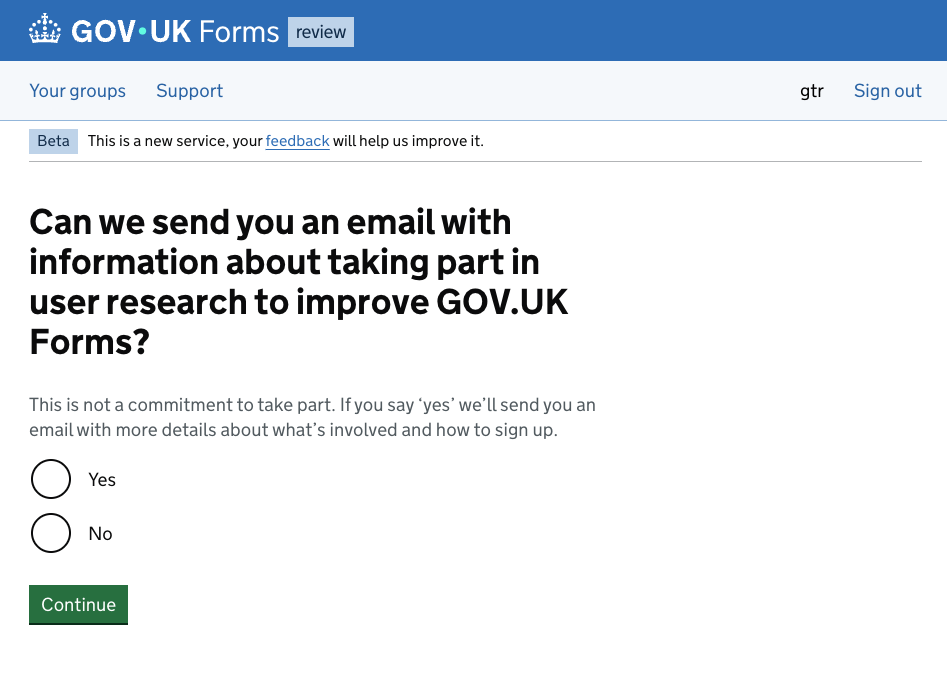 GOV•UK Forms review
Your groups Support gtr Sign out
Beta This is a new service, your feedback will help us improve it.
Can we send you an email with
information about taking part in
user research to improve GOV.UK
Forms?
This is not a commitment to take part. If you say ‘yes’ we’ll send you an
email with more details about what’s involved and how to sign up.
Yes
No
Continue